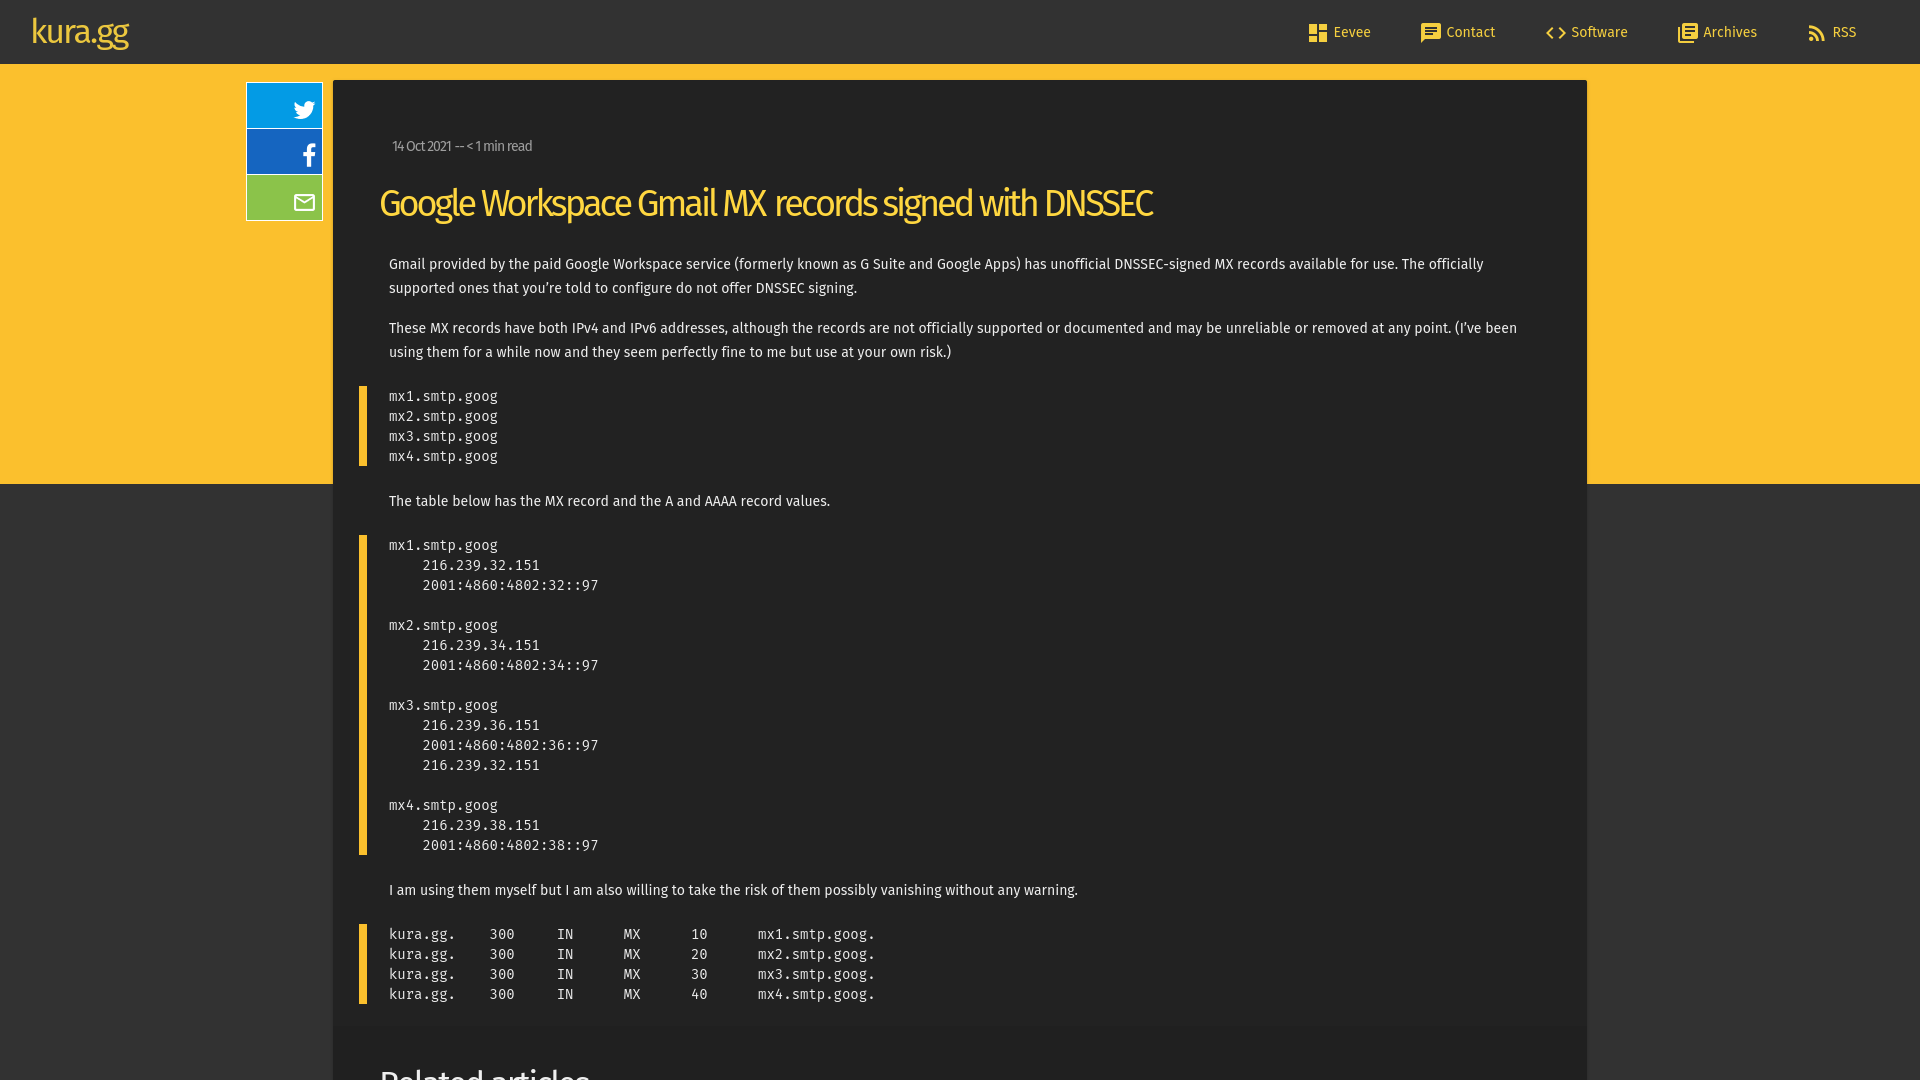 kura.gg
Eevee
Contact
Software
Archives
RSS
14 Oct 2021 -- < 1 min read
Google Workspace Gmail MX records signed with DNSSEC
Gmail provided by the paid Google Workspace service (formerly known as G Suite and Google Apps) has unofficial DNSSEC-signed MX records available for use. The officially
supported ones that you’re told to configure do not offer DNSSEC signing.
These MX records have both IPv4 and IPv6 addresses, although the records are not officially supported or documented and may be unreliable or removed at any point. (I’ve been
using them for a while now and they seem perfectly fine to me but use at your own risk.)
mx1.smtp.goog
mx2.smtp.goog
mx3.smtp.goog
mx4.smtp.goog
The table below has the MX record and the A and AAAA record values.
mx1.smtp.goog
216.239.32.151
2001:4860:4802:32::97
mx2.smtp.goog
216.239.34.151
2001:4860:4802:34::97
mx3.smtp.goog
216.239.36.151
2001:4860:4802:36::97
216.239.32.151
mx4.smtp.goog
216.239.38.151
2001:4860:4802:38::97
I am using them myself but I am also willing to take the risk of them possibly vanishing without any warning.
kura.gg. 300 IN MX 10 mx1.smtp.goog.
kura.gg. 300 IN MX 20 mx2.smtp.goog.
kura.gg. 300 IN MX 30 mx3.smtp.goog.
kura.gg. 300 IN MX 40 mx4.smtp.goog.
Related articles